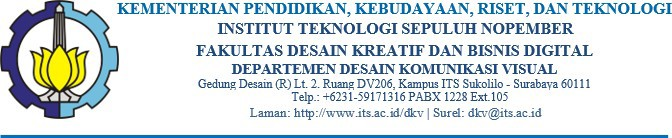 KEMENTERIAN PENDIDIKAN, KEBUDAYAAN, RISET, DAN TEKNOLOGI
INSTITUT TEKNOLOGI SEPULUH NOPEMBER
FAKULTAS DESAIN KREATIF DAN BISNIS DIGITAL
DEPARTEMEN DESAIN KOMUNIKASI VISUAL
Gedung Desain (R) Lt. 2. Ruang DV206, Kampus ITS Sukolilo - Surabaya 60111
Telp.: +6231-59171316 PABX 1228 Ext.105
Laman: http://www.its.ac.id/dkv | Surel: dkv@its.ac.id